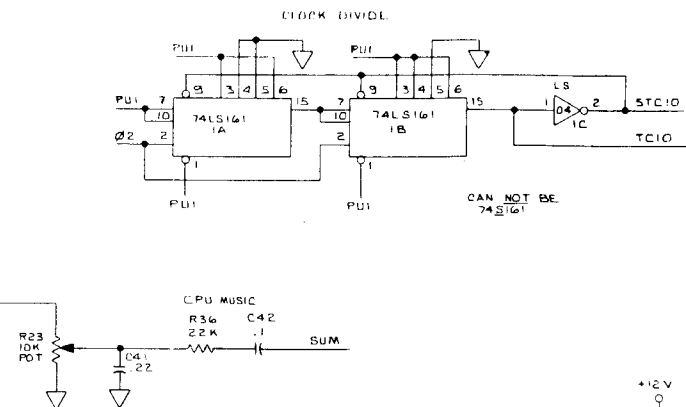 CLOCK DIVIDE
PU1
PU1
LS
9 3 4 5 6
9 3 4 5 6
PU1 7
10
74LS161
1A
15
7
10
74LS161
1B
15
1 04 2
1C
STC10
Ø2 2
2
TC10
1
1
PU1
PU1
CAN NOT BE
74S161
CPU MUSIC
R36
22K
C42
.1
SUM
R23
10K
POT
C41
.22
+12V